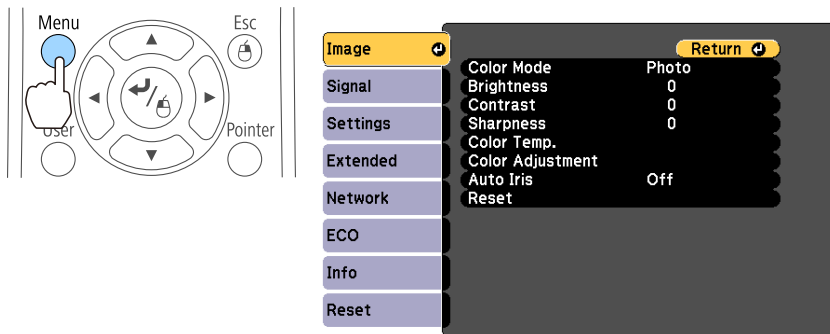 Menu
Esc
User
Pointer
Image
Signal
Settings
Extended
Network
ECO
Info
Reset
Return
Color Mode Photo
Brightness 0
Contrast 0
Sharpness 0
Color Temp.
Color Adjustment
Auto Iris Off
Reset